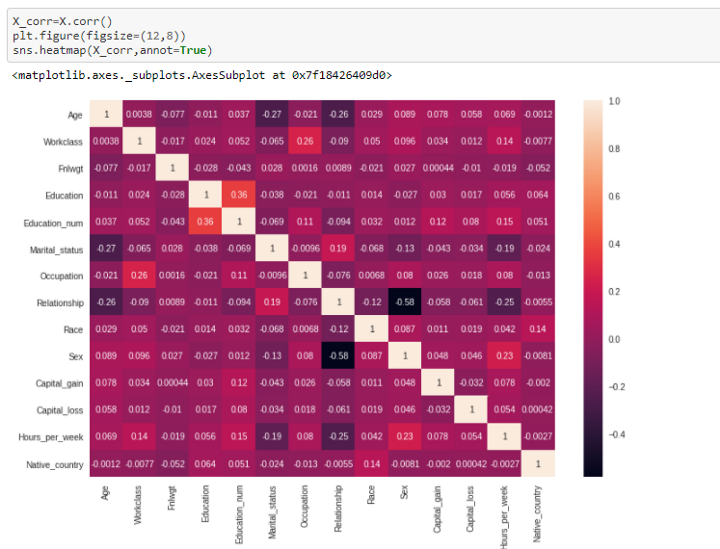 X_corr=X.corr()
plt.figure(figsize=(12,8))
sns.heatmap(X_corr,annot=True)
<matplotlib.axes._subplots.AxesSubplot at 0x7f18426409d0>
Age 1 0.0038 -0.077 -0.011 0.037 -0.27 -0.021 -0.26 0.029 0.089 0.078 0.058 0.069 -0.0012
Workclass 0.0038 1 -0.017 0.024 0.052 -0.065 0.26 -0.09 0.05 0.096 0.034 0.012 0.14 -0.0077
Fnlwgt -0.077 -0.017 1 -0.028 -0.043 0.028 0.0016 0.0089 -0.021 0.027 0.00044 -0.01 -0.019 -0.052
Education -0.011 0.024 -0.028 1 0.36 -0.038 -0.021 -0.011 0.014 -0.027 0.03 0.017 0.056 0.064
Education_num 0.037 0.052 -0.043 0.36 1 -0.069 0.11 -0.094 0.032 0.012 0.12 0.08 0.15 0.051
Marital_status -0.27 -0.065 0.028 -0.038 -0.069 1 -0.0096 0.19 -0.068 -0.13 -0.043 -0.034 -0.19 -0.024
Occupation -0.021 0.26 0.0016 -0.021 0.11 -0.0096 1 -0.076 0.0068 0.08 0.026 0.018 0.08 -0.013
Relationship -0.26 -0.09 0.0089 -0.011 -0.094 0.19 -0.076 1 -0.12 -0.58 -0.058 -0.061 -0.25 -0.0055
Race 0.029 0.05 -0.021 0.014 0.032 -0.068 0.0068 -0.12 1 0.087 0.011 0.019 0.042 0.14
Sex 0.089 0.096 0.027 -0.027 0.012 -0.13 0.08 -0.58 0.087 1 0.048 0.046 0.23 -0.0081
Capital_gain 0.078 0.034 0.00044 0.03 0.12 -0.043 0.026 -0.058 0.011 0.048 1 -0.032 0.078 -0.002
Capital_loss 0.058 0.012 -0.01 0.017 0.08 -0.034 0.018 -0.061 0.019 0.046 -0.032 1 0.054 0.00042
Hours_per_week 0.069 0.14 -0.019 0.056 0.15 -0.19 0.08 -0.25 0.042 0.23 0.078 0.054 1 -0.0027
Native_country -0.0012 -0.0077 -0.052 0.064 0.051 -0.024 -0.013 -0.0055 0.14 -0.0081 -0.002 0.00042 -0.0027 1
Age
Workclass
Fnlwgt
Education
Education_num
Marital_status
Occupation
Relationship
Race
Sex
Capital_gain
Capital_loss
Hours_per_week
Native_country
1.0
0.8
0.6
0.4
0.2
0.0
-0.2
-0.4